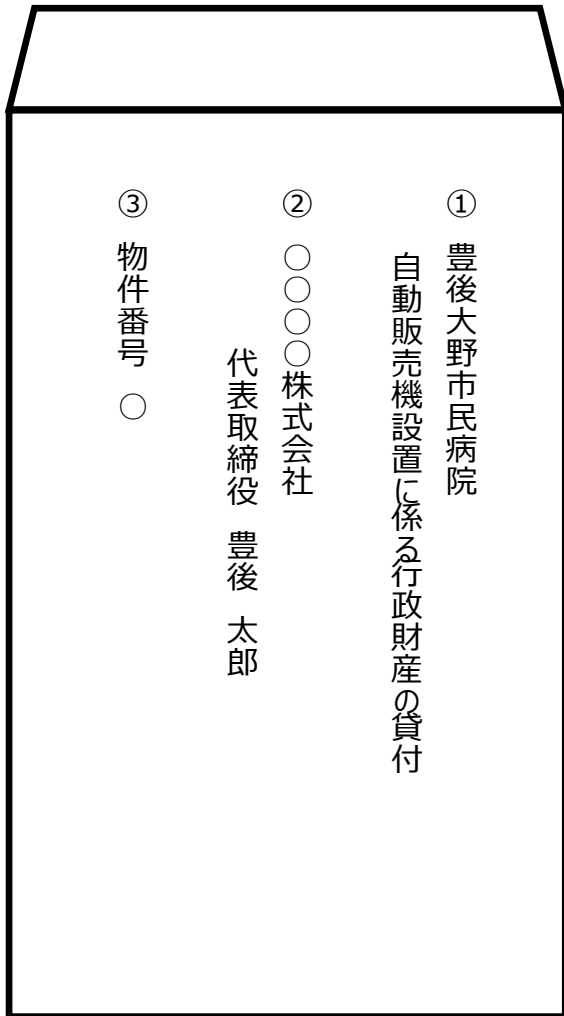 ① 豊後大野市民病院
自動販売機設置に係る行政財産の貸付
② ○○○○株式会社
代表取締役 豊後 太郎
③ 物件番号 ○